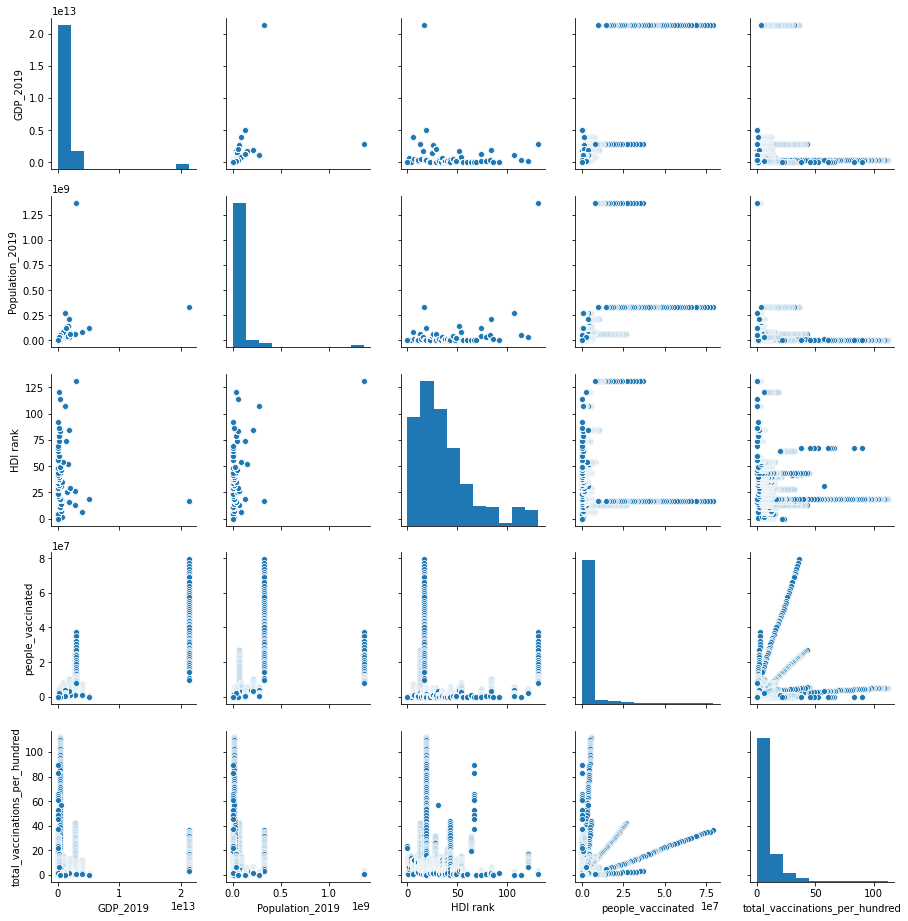 1e13
2.0
1.5
1.0
0.5
0.0
GDP_2019
1e9
1.25
1.00
0.75
0.50
0.25
0.00
Population_2019
125
100
75
50
25
0
HDI rank
1e7
8
6
4
2
0
people_vaccinated
100
80
60
40
20
0
total_vaccinations_per_hundred
0 1 2
1e13
GDP_2019
0.0 0.5 1.0
1e9
Population_2019
0 50 100
HDI rank
0.0 2.5 5.0 7.5
1e7
people_vaccinated
0 50 100
total_vaccinations_per_hundred